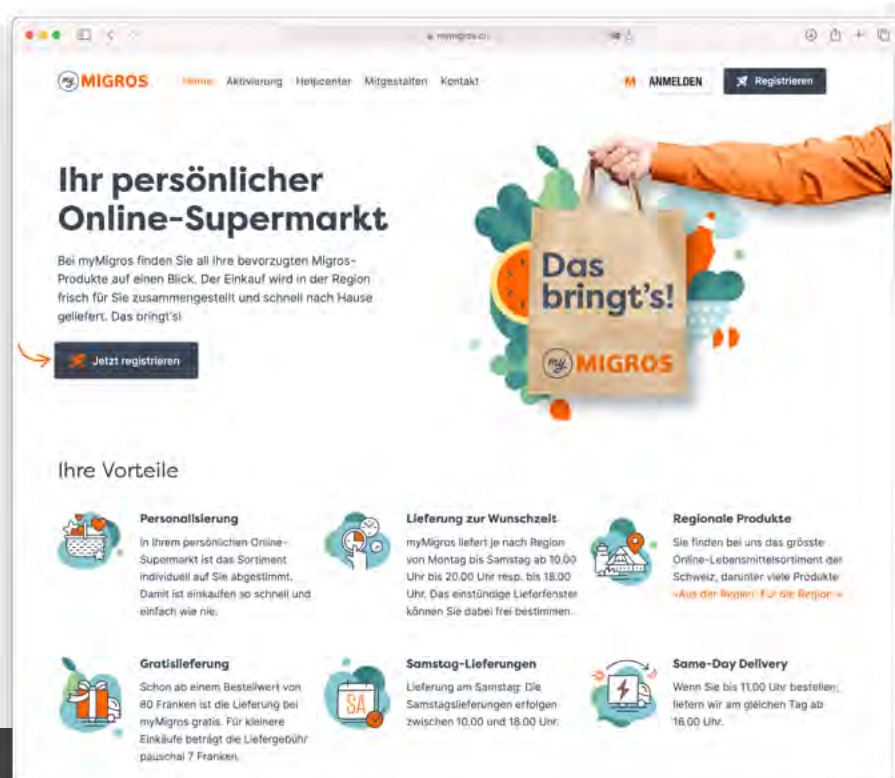 mymigros.ch
my MIGROS
Home Aktivierung Helpcenter Mitgestalten Kontakt
M ANMELDEN
Registrieren
Ihr persönlicher
Online-Supermarkt
Bei myMigros finden Sie all Ihre bevorzugten Migros-
Produkte auf einen Blick. Der Einkauf wird in der Region
frisch für Sie zusammengestellt und schnell nach Hause
geliefert. Das bringt's!
Jetzt registrieren
Das
bringt's!
my MIGROS
Ihre Vorteile
Personalisierung
In Ihrem persönlichen Online-
Supermarkt ist das Sortiment
individuell auf Sie abgestimmt.
Damit ist einkaufen so schnell und
einfach wie nie.
Lieferung zur Wunschzeit
myMigros liefert je nach Region
von Montag bis Samstag ab 10.00
Uhr bis 20.00 Uhr resp. bis 18.00
Uhr. Das einstündige Lieferfenster
können Sie dabei frei bestimmen.
Regionale Produkte
Sie finden bei uns das grösste
Online-Lebensmittelsortiment der
Schweiz, darunter viele Produkte
«Aus der Region. Für die Region.»
Gratislieferung
Schon ab einem Bestellwert von
80 Franken ist die Lieferung bei
myMigros gratis. Für kleinere
Einkäufe beträgt die Liefergebühr
pauschal 7 Franken.
SA
Samstag-Lieferungen
Lieferung am Samstag: Die
Samstagslieferungen erfolgen
zwischen 10.00 und 18.00 Uhr.
Same-Day Delivery
Wenn Sie bis 11.00 Uhr bestellen,
liefern wir am gleichen Tag ab
16.00 Uhr.